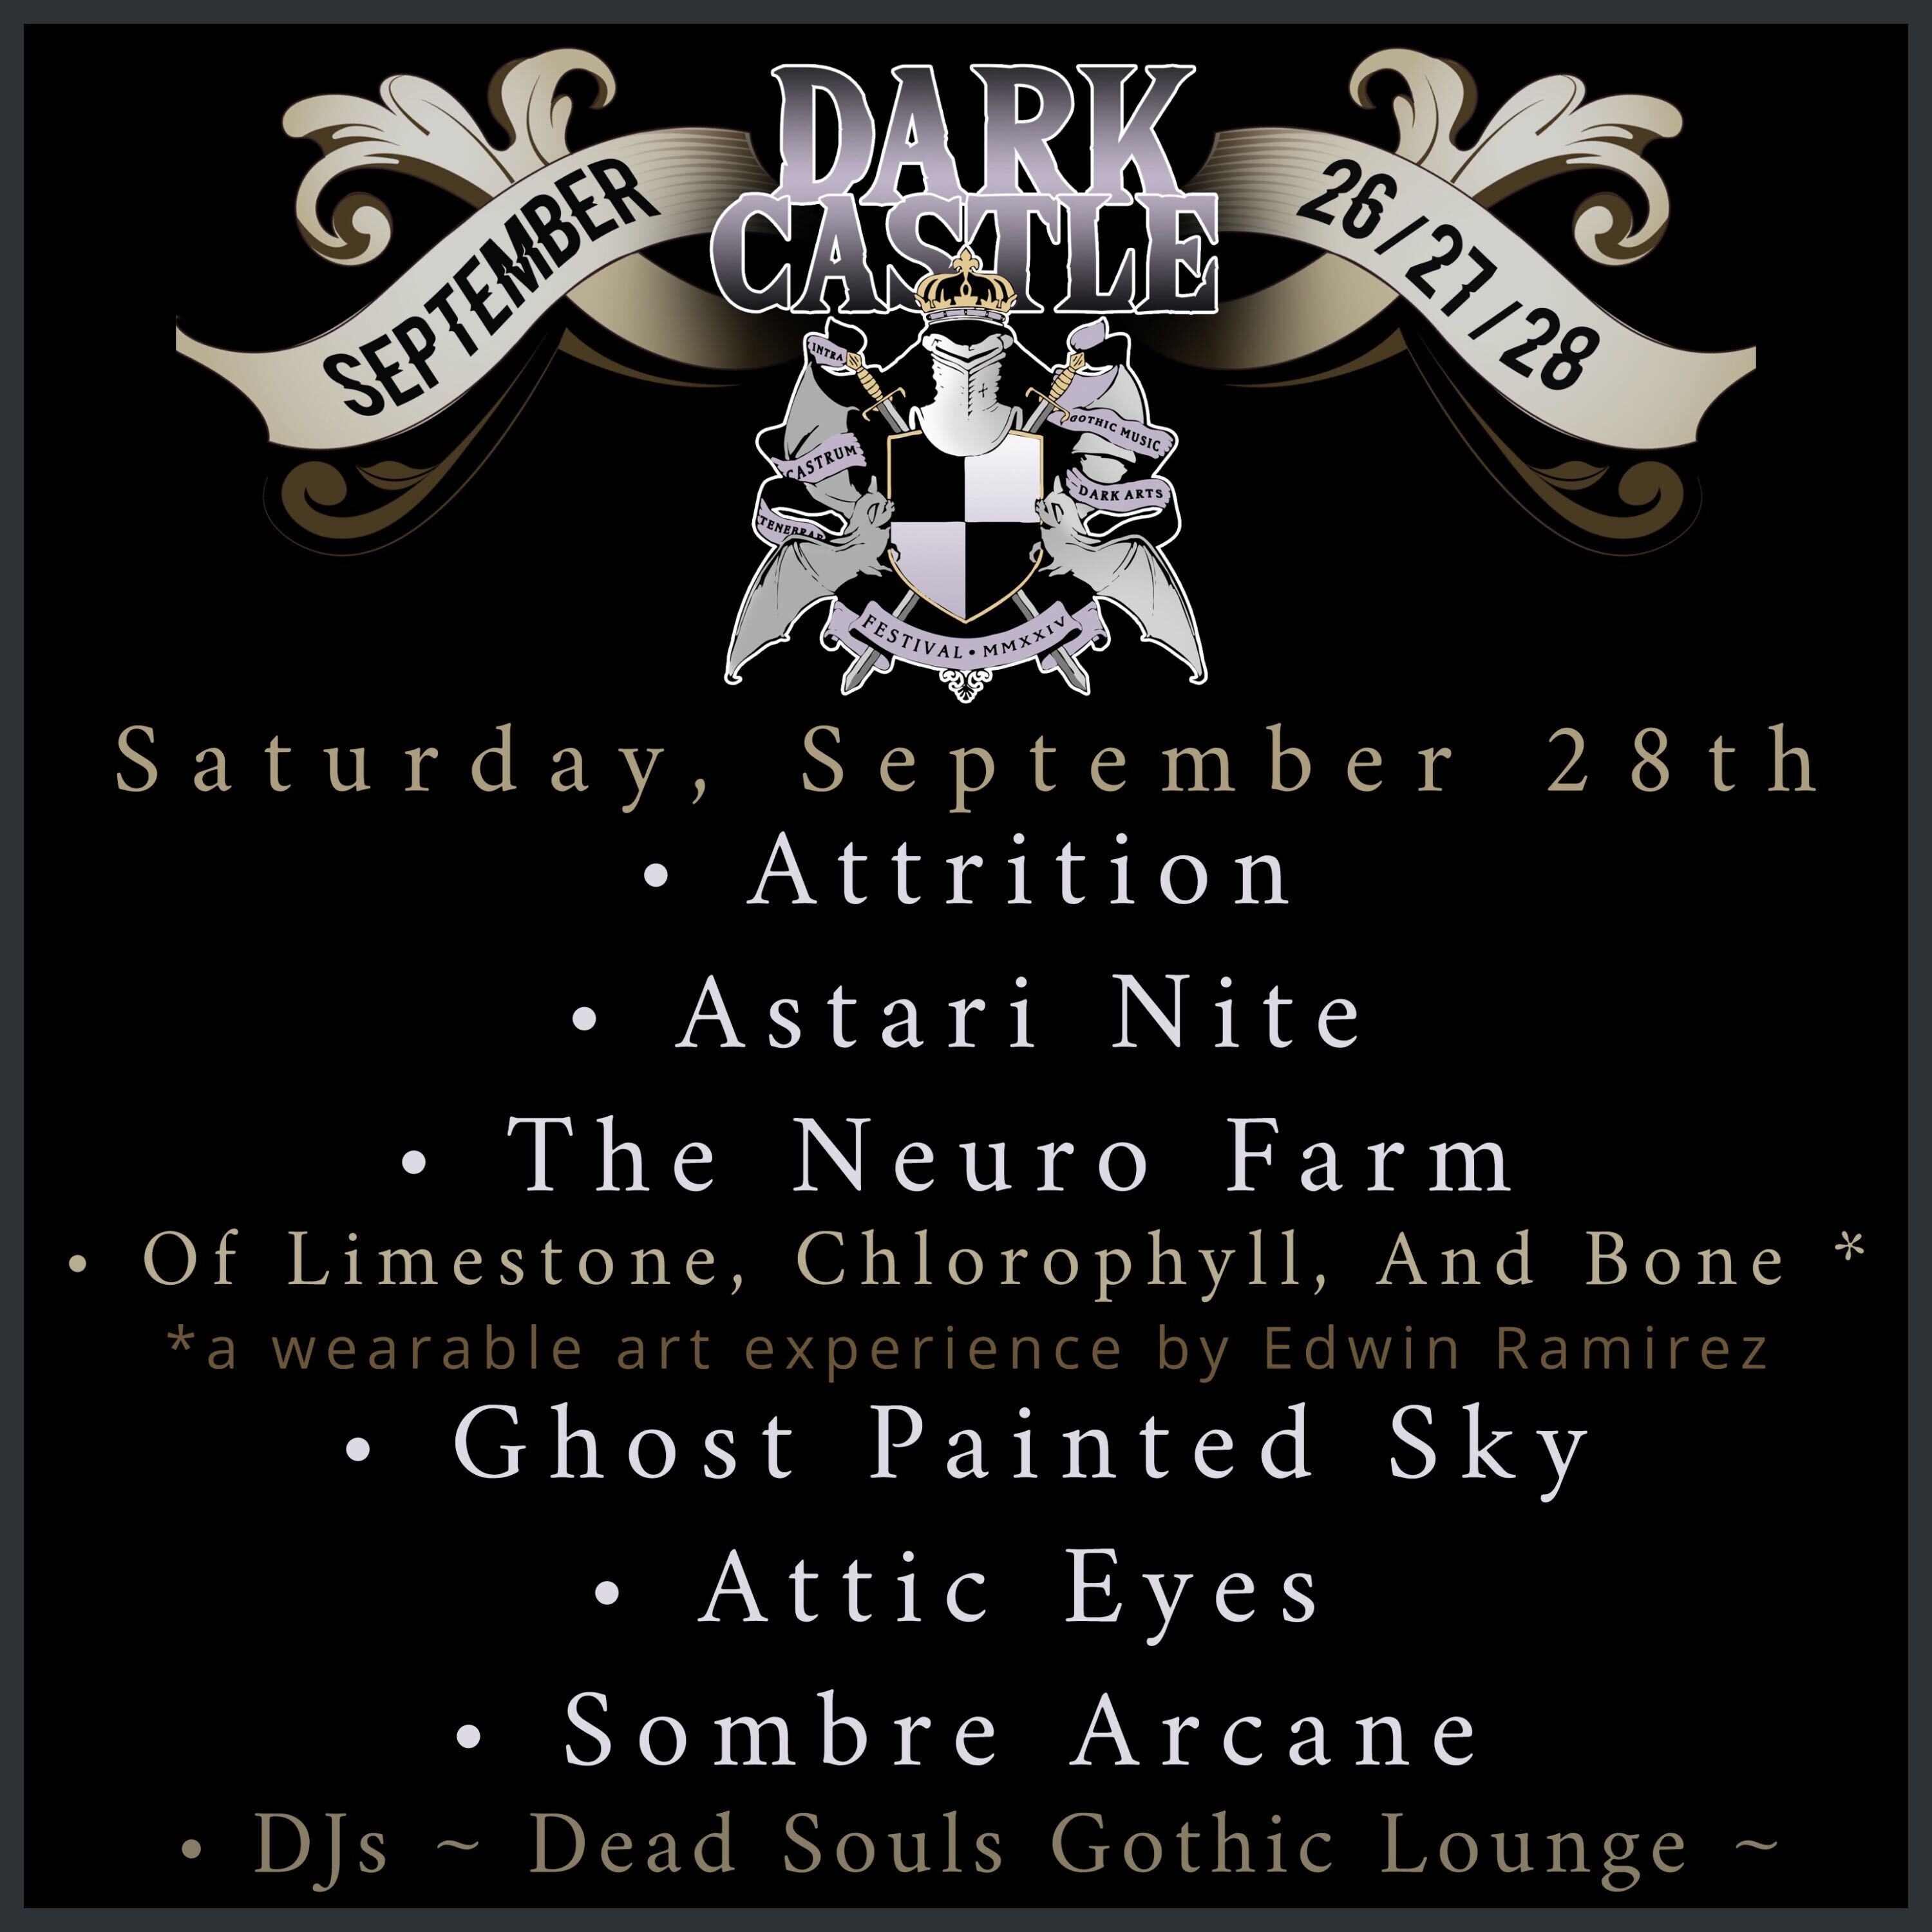 DARK
CASTLE
SEPTEMBER
26/27/28
INTRA
CASTRUM
TENEBRAE
GOTHIC MUSIC
DARK ARTS
FESTIVAL • MMXXIV
Saturday, September 28th
• Attrition
• Astari Nite
• The Neuro Farm
• Of Limestone, Chlorophyll, And Bone *
*a wearable art experience by Edwin Ramirez
• Ghost Painted Sky
• Attic Eyes
• Sombre Arcane
• DJs ~ Dead Souls Gothic Lounge ~